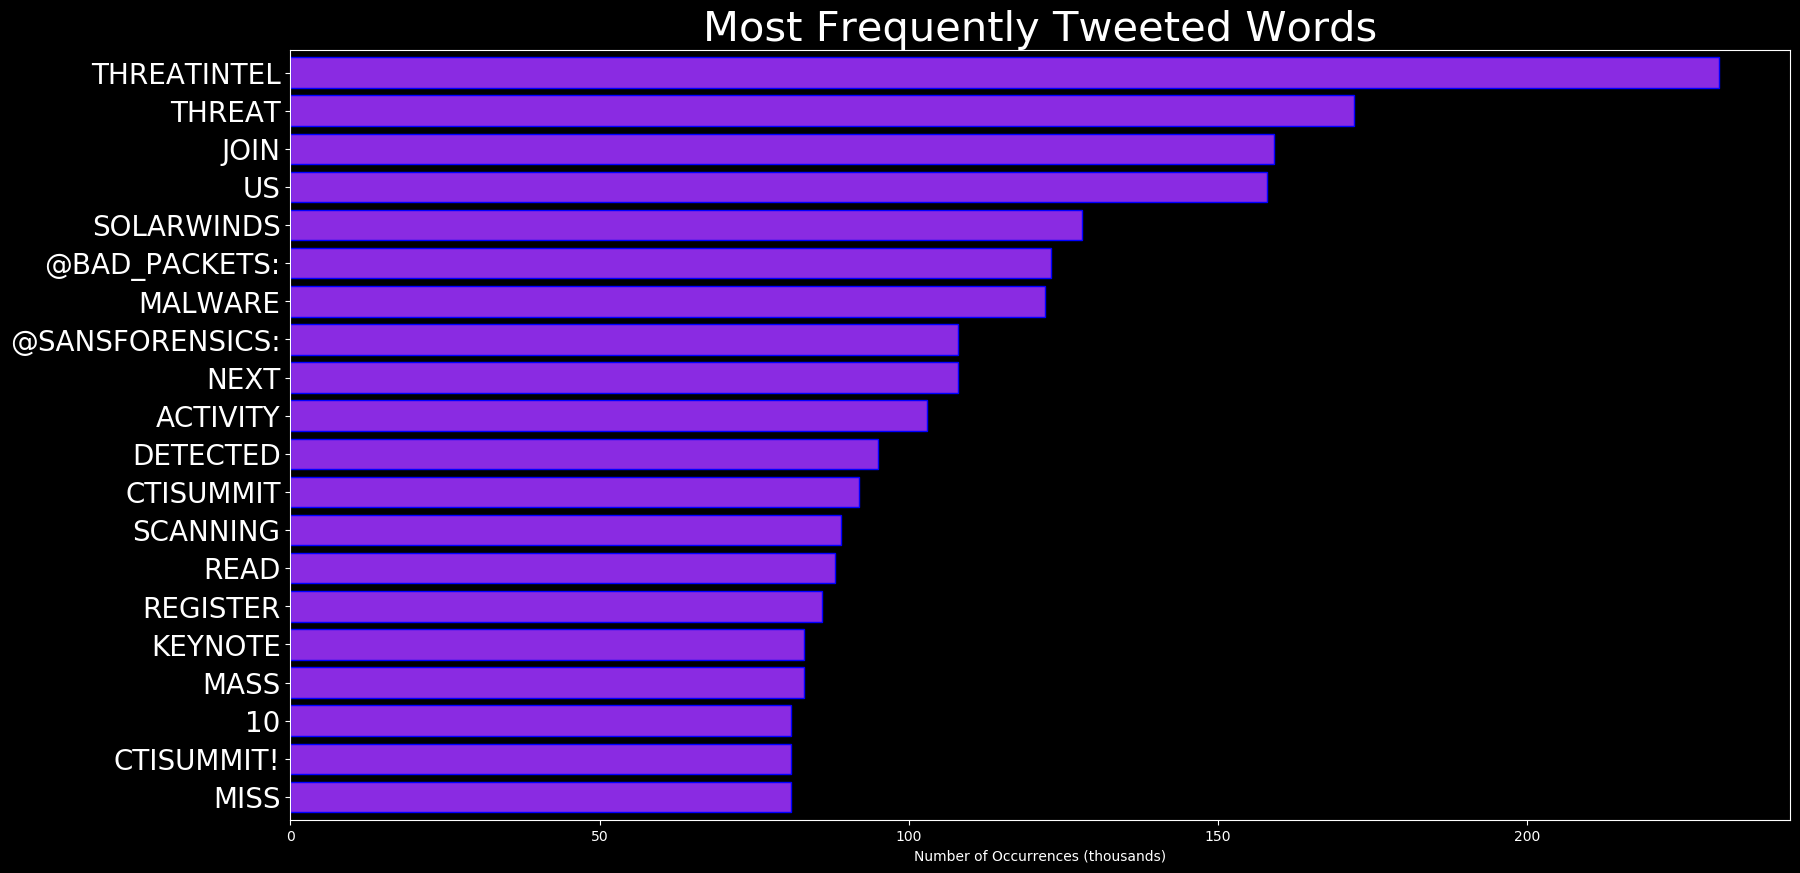 Most Frequently Tweeted Words
THREATINTEL
THREAT
JOIN
US
SOLARWINDS
@BAD_PACKETS:
MALWARE
@SANSFORENSICS:
NEXT
ACTIVITY
DETECTED
CTISUMMIT
SCANNING
READ
REGISTER
KEYNOTE
MASS
10
CTISUMMIT!
MISS
0 50 100 150 200
Number of Occurrences (thousands)